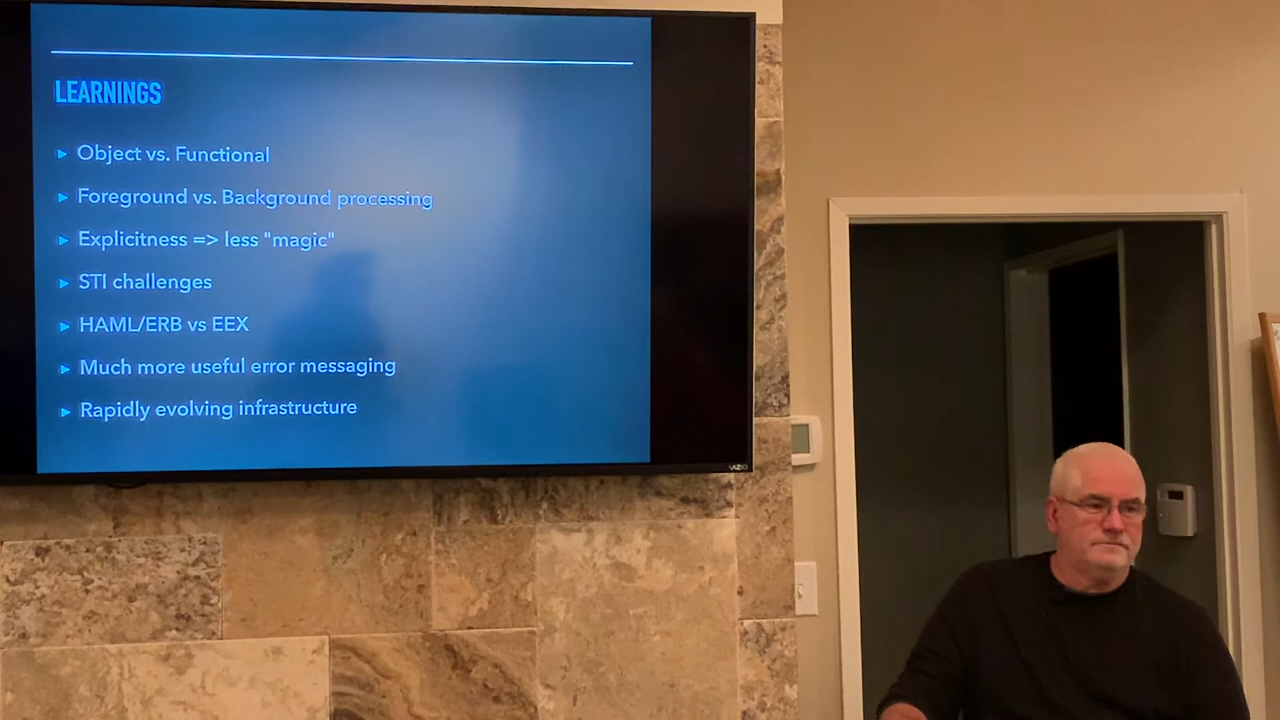 LEARNINGS
Object vs. Functional
Foreground vs. Background processing
Explicitness => less "magic"
STI challenges
HAML/ERB vs EEX
Much more useful error messaging
Rapidly evolving infrastructure
VIZIO